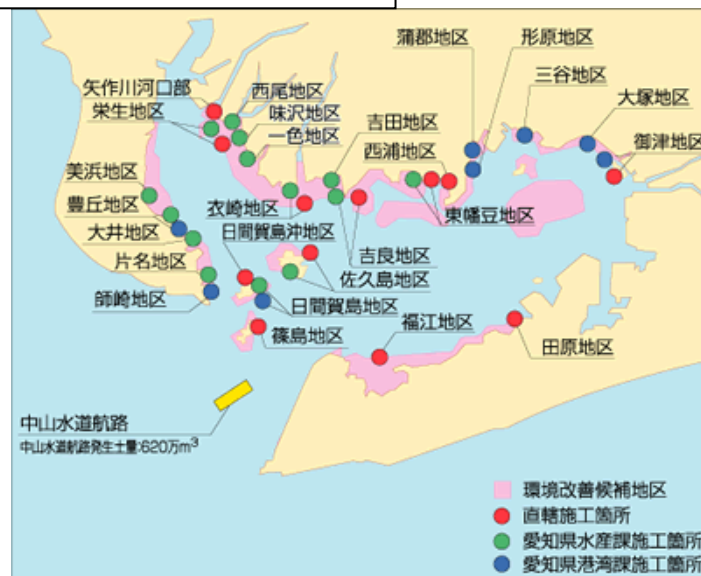 蒲郡地区
形原地区
三谷地区
大塚地区
御津地区
矢作川河口部
西尾地区
栄生地区
味沢地区
一色地区
吉田地区
西浦地区
美浜地区
豊丘地区
大井地区
片名地区
師崎地区
衣崎地区
日間賀島沖地区
東幡豆地区
吉良地区
佐久島地区
日間賀島地区
篠島地区
福江地区
田原地区
中山水道航路
中山水道航路発生土量:620万m³
環境改善候補地区
直轄施工箇所
愛知県水産課施工箇所
愛知県港湾課施工箇所